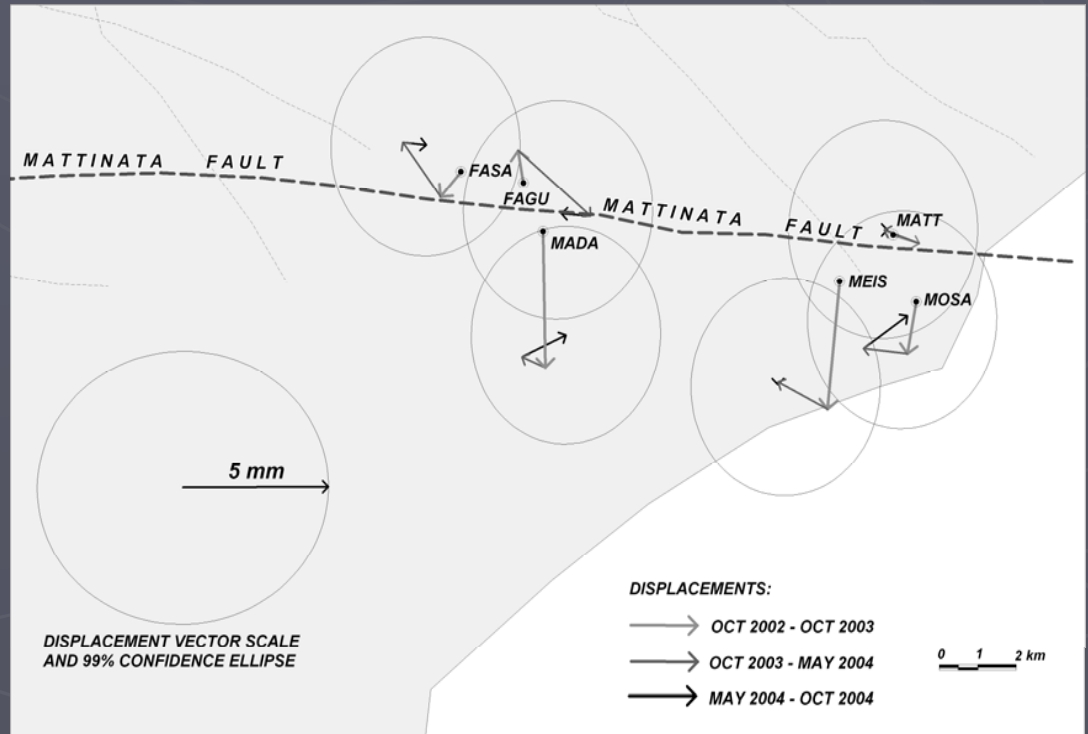 MATTINATA FAULT
FASA
FAGU
MATTINATA FAULT
MATT
MADA
MEIS
MOSA
5 mm
DISPLACEMENT VECTOR SCALE
AND 99% CONFIDENCE ELLIPSE
DISPLACEMENTS:
OCT 2002 - OCT 2003
OCT 2003 - MAY 2004
MAY 2004 - OCT 2004
0 1 2 km